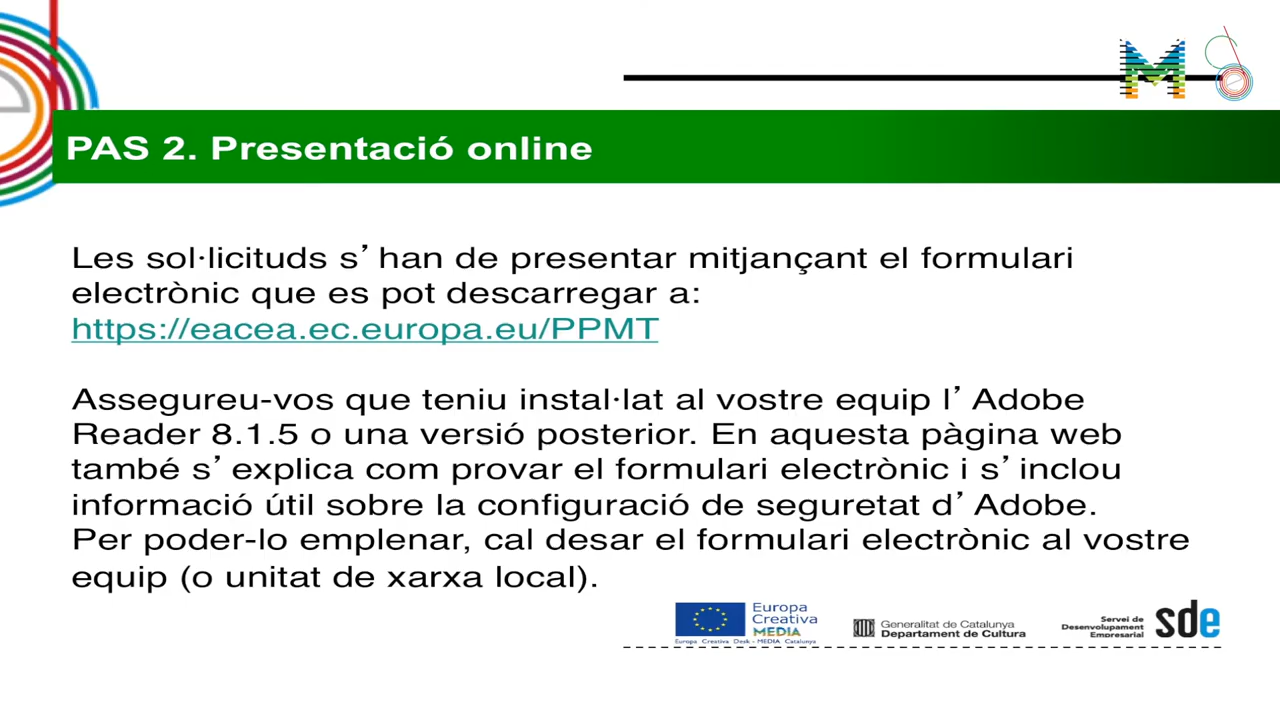 PAS 2. Presentació online
Les sol·licituds s’ han de presentar mitjançant el formulari
electrònic que es pot descarregar a:
https://eacea.ec.europa.eu/PPMT
Assegureu-vos que teniu instal·lat al vostre equip l’ Adobe
Reader 8.1.5 o una versió posterior. En aquesta pàgina web
també s’ explica com provar el formulari electrònic i s’ inclou
informació útil sobre la configuració de seguretat d’ Adobe.
Per poder-lo emplenar, cal desar el formulari electrònic al vostre
equip (o unitat de xarxa local).
Europa
Creativa
MEDIA
Europa Creativa Desk - MEDIA Catalunya
Generalitat de Catalunya
Departament de Cultura
Servei de
Desenvolupament
Empresarial
sde